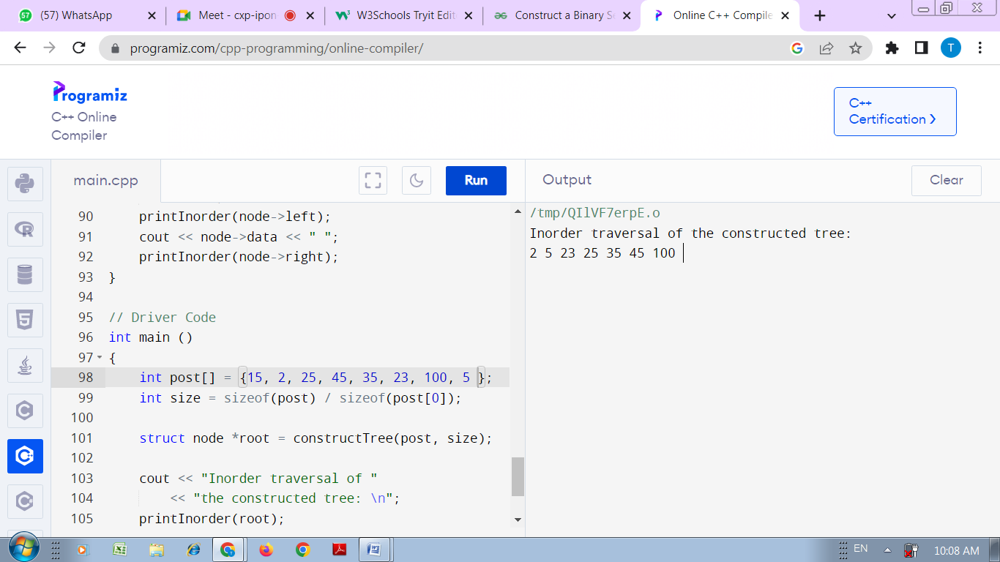 (57) WhatsApp
Meet - cxp-ipon
W3Schools Tryit Edit
Construct a Binary Se
Online C++ Compile
programiz.com/cpp-programming/online-compiler/
T
Programiz
C++ Online
Compiler
C++
Certification
main.cpp
Run
Output
Clear
90 printInorder(node->left);
91 cout << node->data << " ";
92 printInorder(node->right);
93 }
94
95 // Driver Code
96 int main ()
97 {
98 int post[] = {15, 2, 25, 45, 35, 23, 100, 5 };
99 int size = sizeof(post) / sizeof(post[0]);
100
101 struct node *root = constructTree(post, size);
102
103 cout << "Inorder traversal of "
104 << "the constructed tree: \n";
105 printInorder(root);
/tmp/QIlVF7erpE.o
Inorder traversal of the constructed tree:
2 5 23 25 35 45 100
EN
10:08 AM